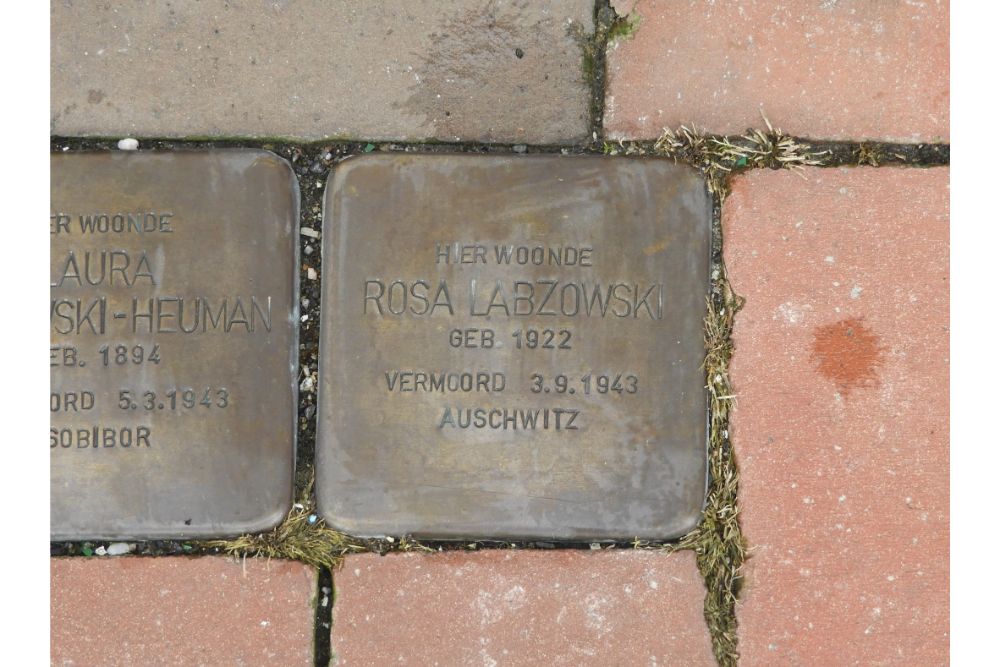 ER WOONDE
LAURA
WSKI-HEUMAN
EB. 1894
ORD 5.3.1943
SOBIBOR
HIER WOONDE
ROSA LABZOWSKI
GEB. 1922
VERMOORD 3.9.1943
AUSCHWITZ